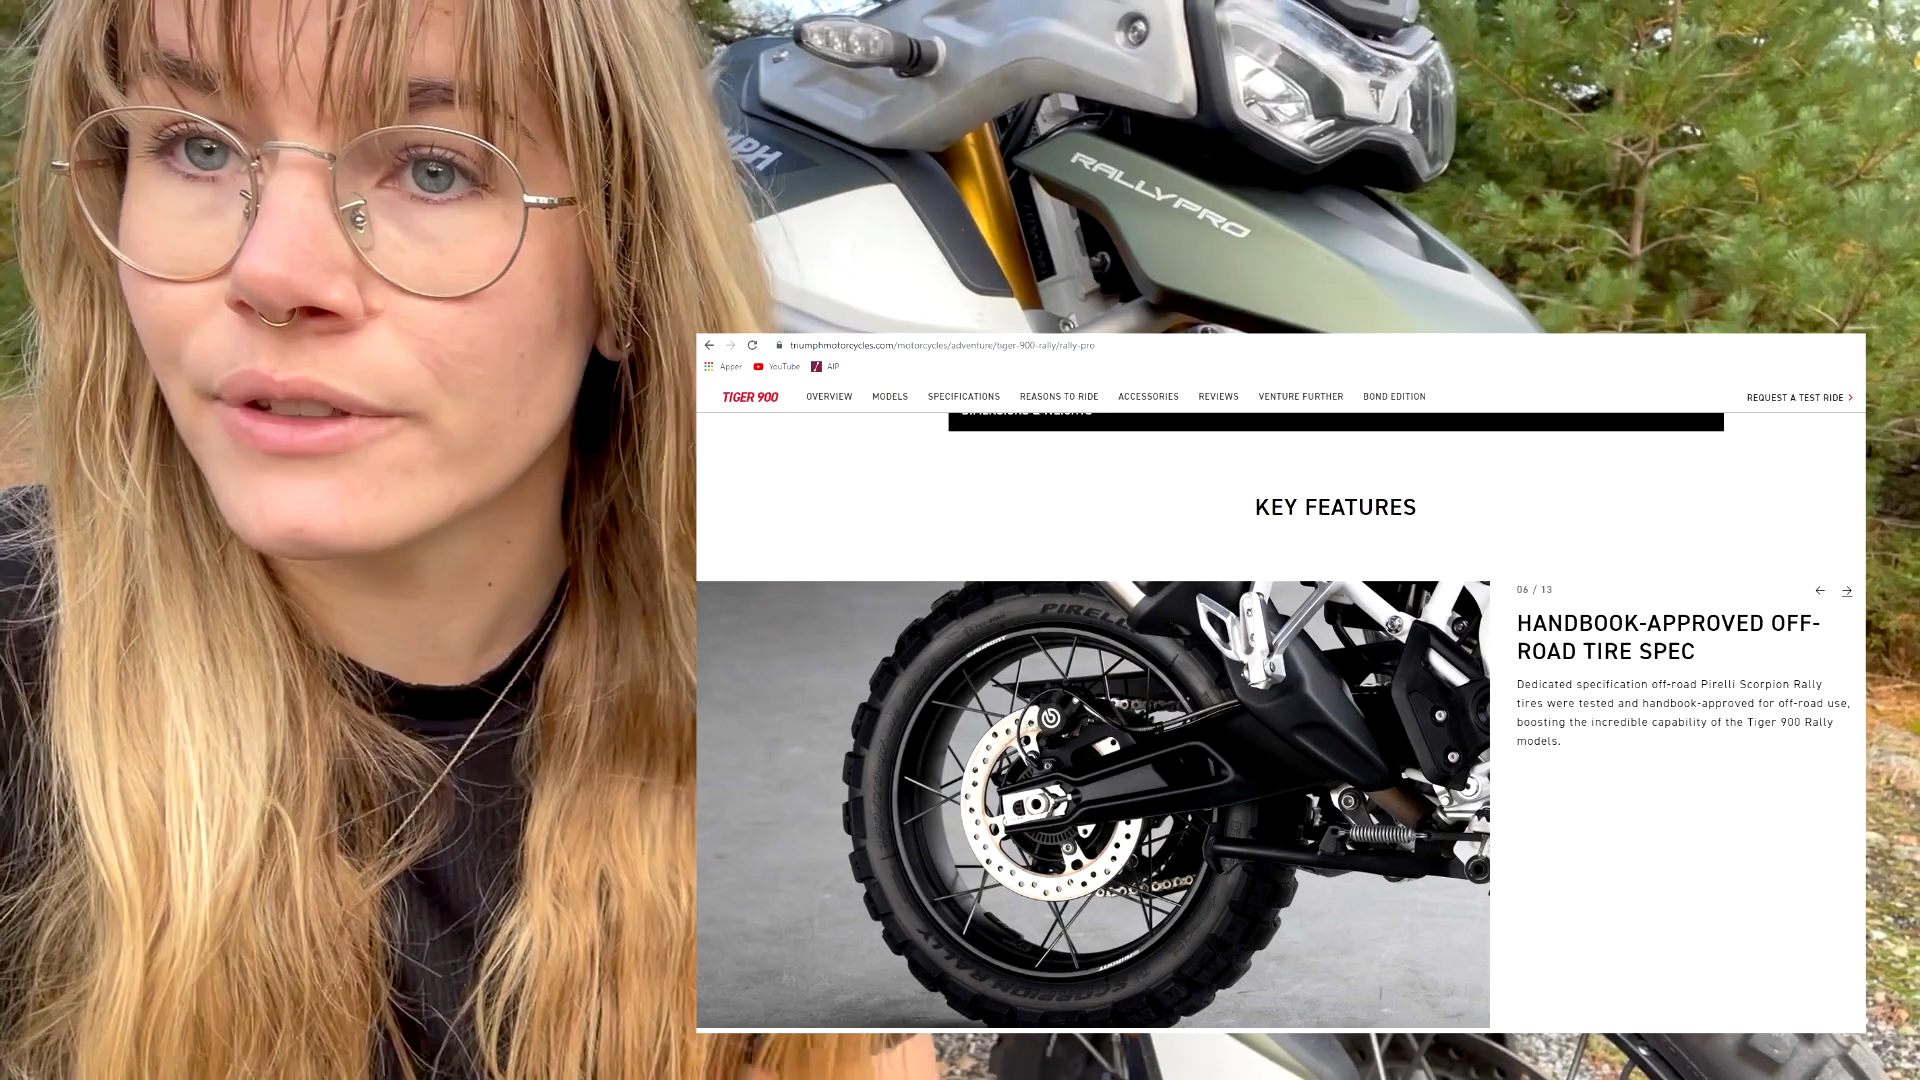 RALLY PRO
triumphmotorcycles.com/motorcycles/adventure/tiger-900-rally/rally-pro
Apper YouTube AIP
TIGER 900 OVERVIEW MODELS SPECIFICATIONS REASONS TO RIDE ACCESSORIES REVIEWS VENTURE FURTHER BOND EDITION REQUEST A TEST RIDE
KEY FEATURES
06 / 13
HANDBOOK-APPROVED OFF-
ROAD TIRE SPEC
Dedicated specification off-road Pirelli Scorpion Rally
tires were tested and handbook-approved for off-road use,
boosting the incredible capability of the Tiger 900 Rally
models.
PIRELLI
SCORPION RALLY